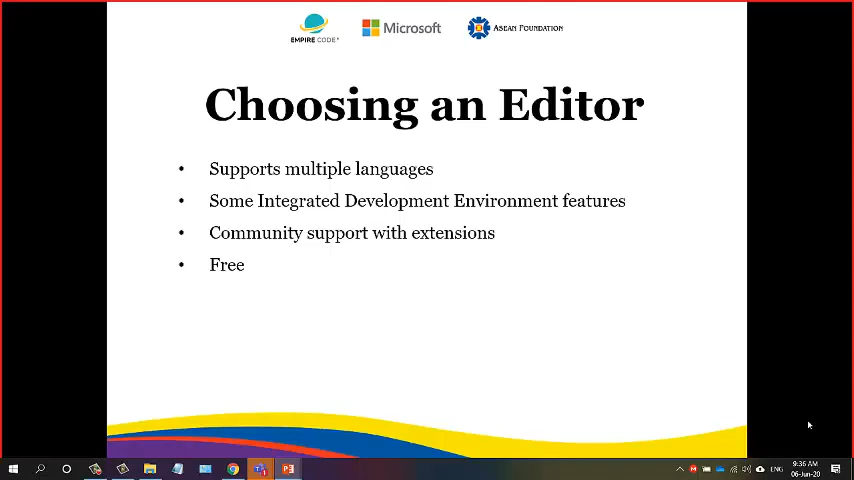 EMPIRE CODE
Microsoft
ASEAN FOUNDATION
Choosing an Editor
• Supports multiple languages
• Some Integrated Development Environment features
• Community support with extensions
• Free
ENG
9:36 AM
06-Jun-20